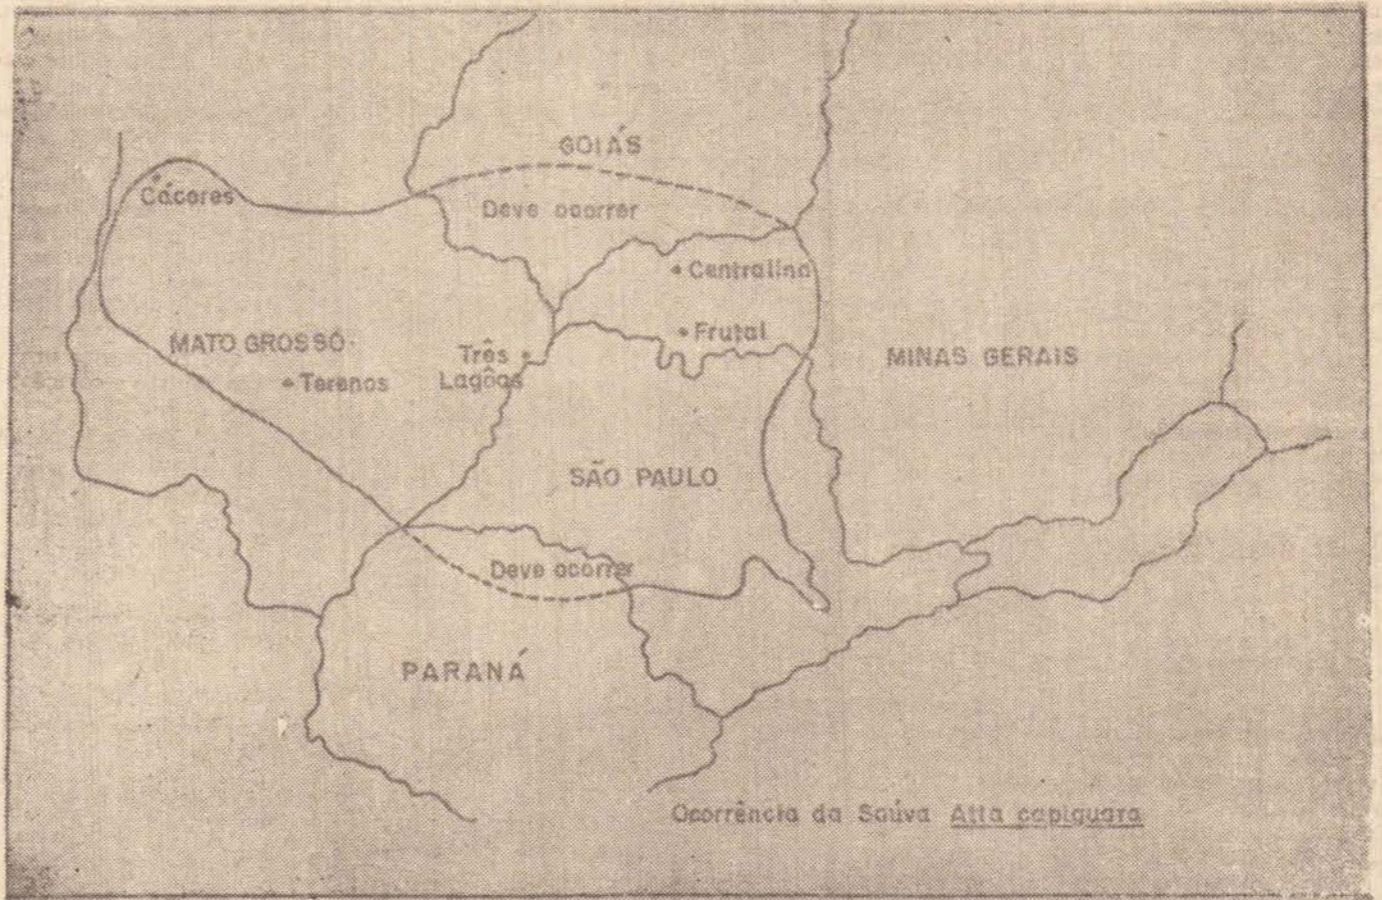 GOIÁS
Cáceres
Deve ocorrer
Centralina
Frutal
MATO GROSSO
Três
Lagôas
MINAS GERAIS
Terenos
SÃO PAULO
Deve ocorrer
PARANÁ
Ocorrência da Saúva Atta capiguara